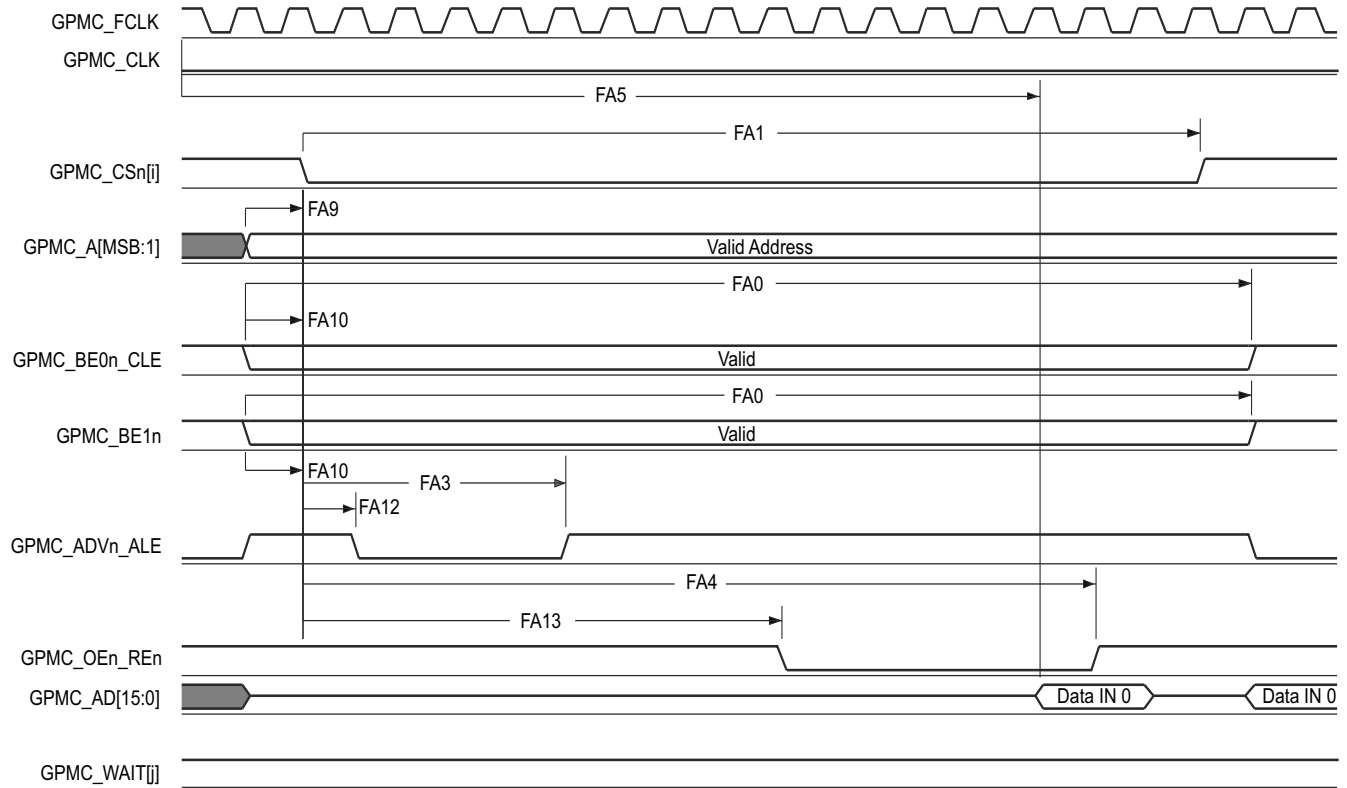 GPMC_FCLK
GPMC_CLK
FA5
FA1
GPMC_CSn[i]
FA9
GPMC_A[MSB:1] Valid Address
FA0
FA10
GPMC_BE0n_CLE Valid
FA0
GPMC_BE1n Valid
FA10
FA3
FA12
GPMC_ADVn_ALE
FA4
FA13
GPMC_OEn_REn
GPMC_AD[15:0] Data IN 0 Data IN 0
GPMC_WAIT[j]